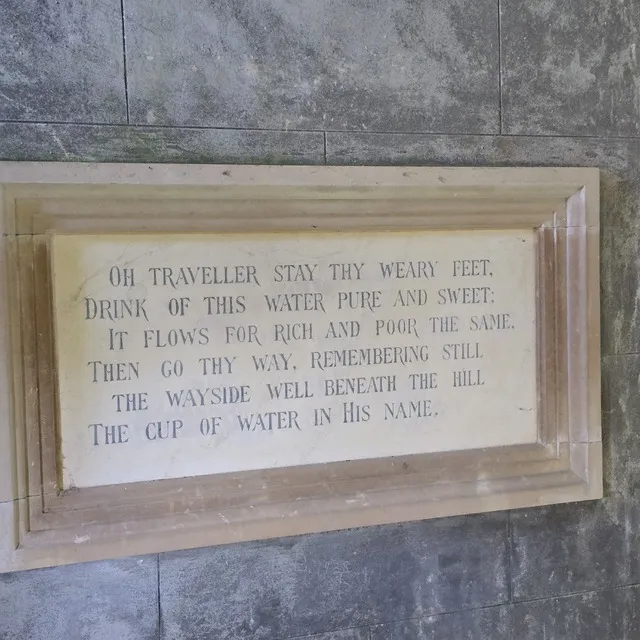 Oh traveller stay thy weary feet,
Drink of this water pure and sweet;
It flows for rich and poor the same.
Then go thy way, remembering still
the wayside well beneath the hill
The cup of water in His name.